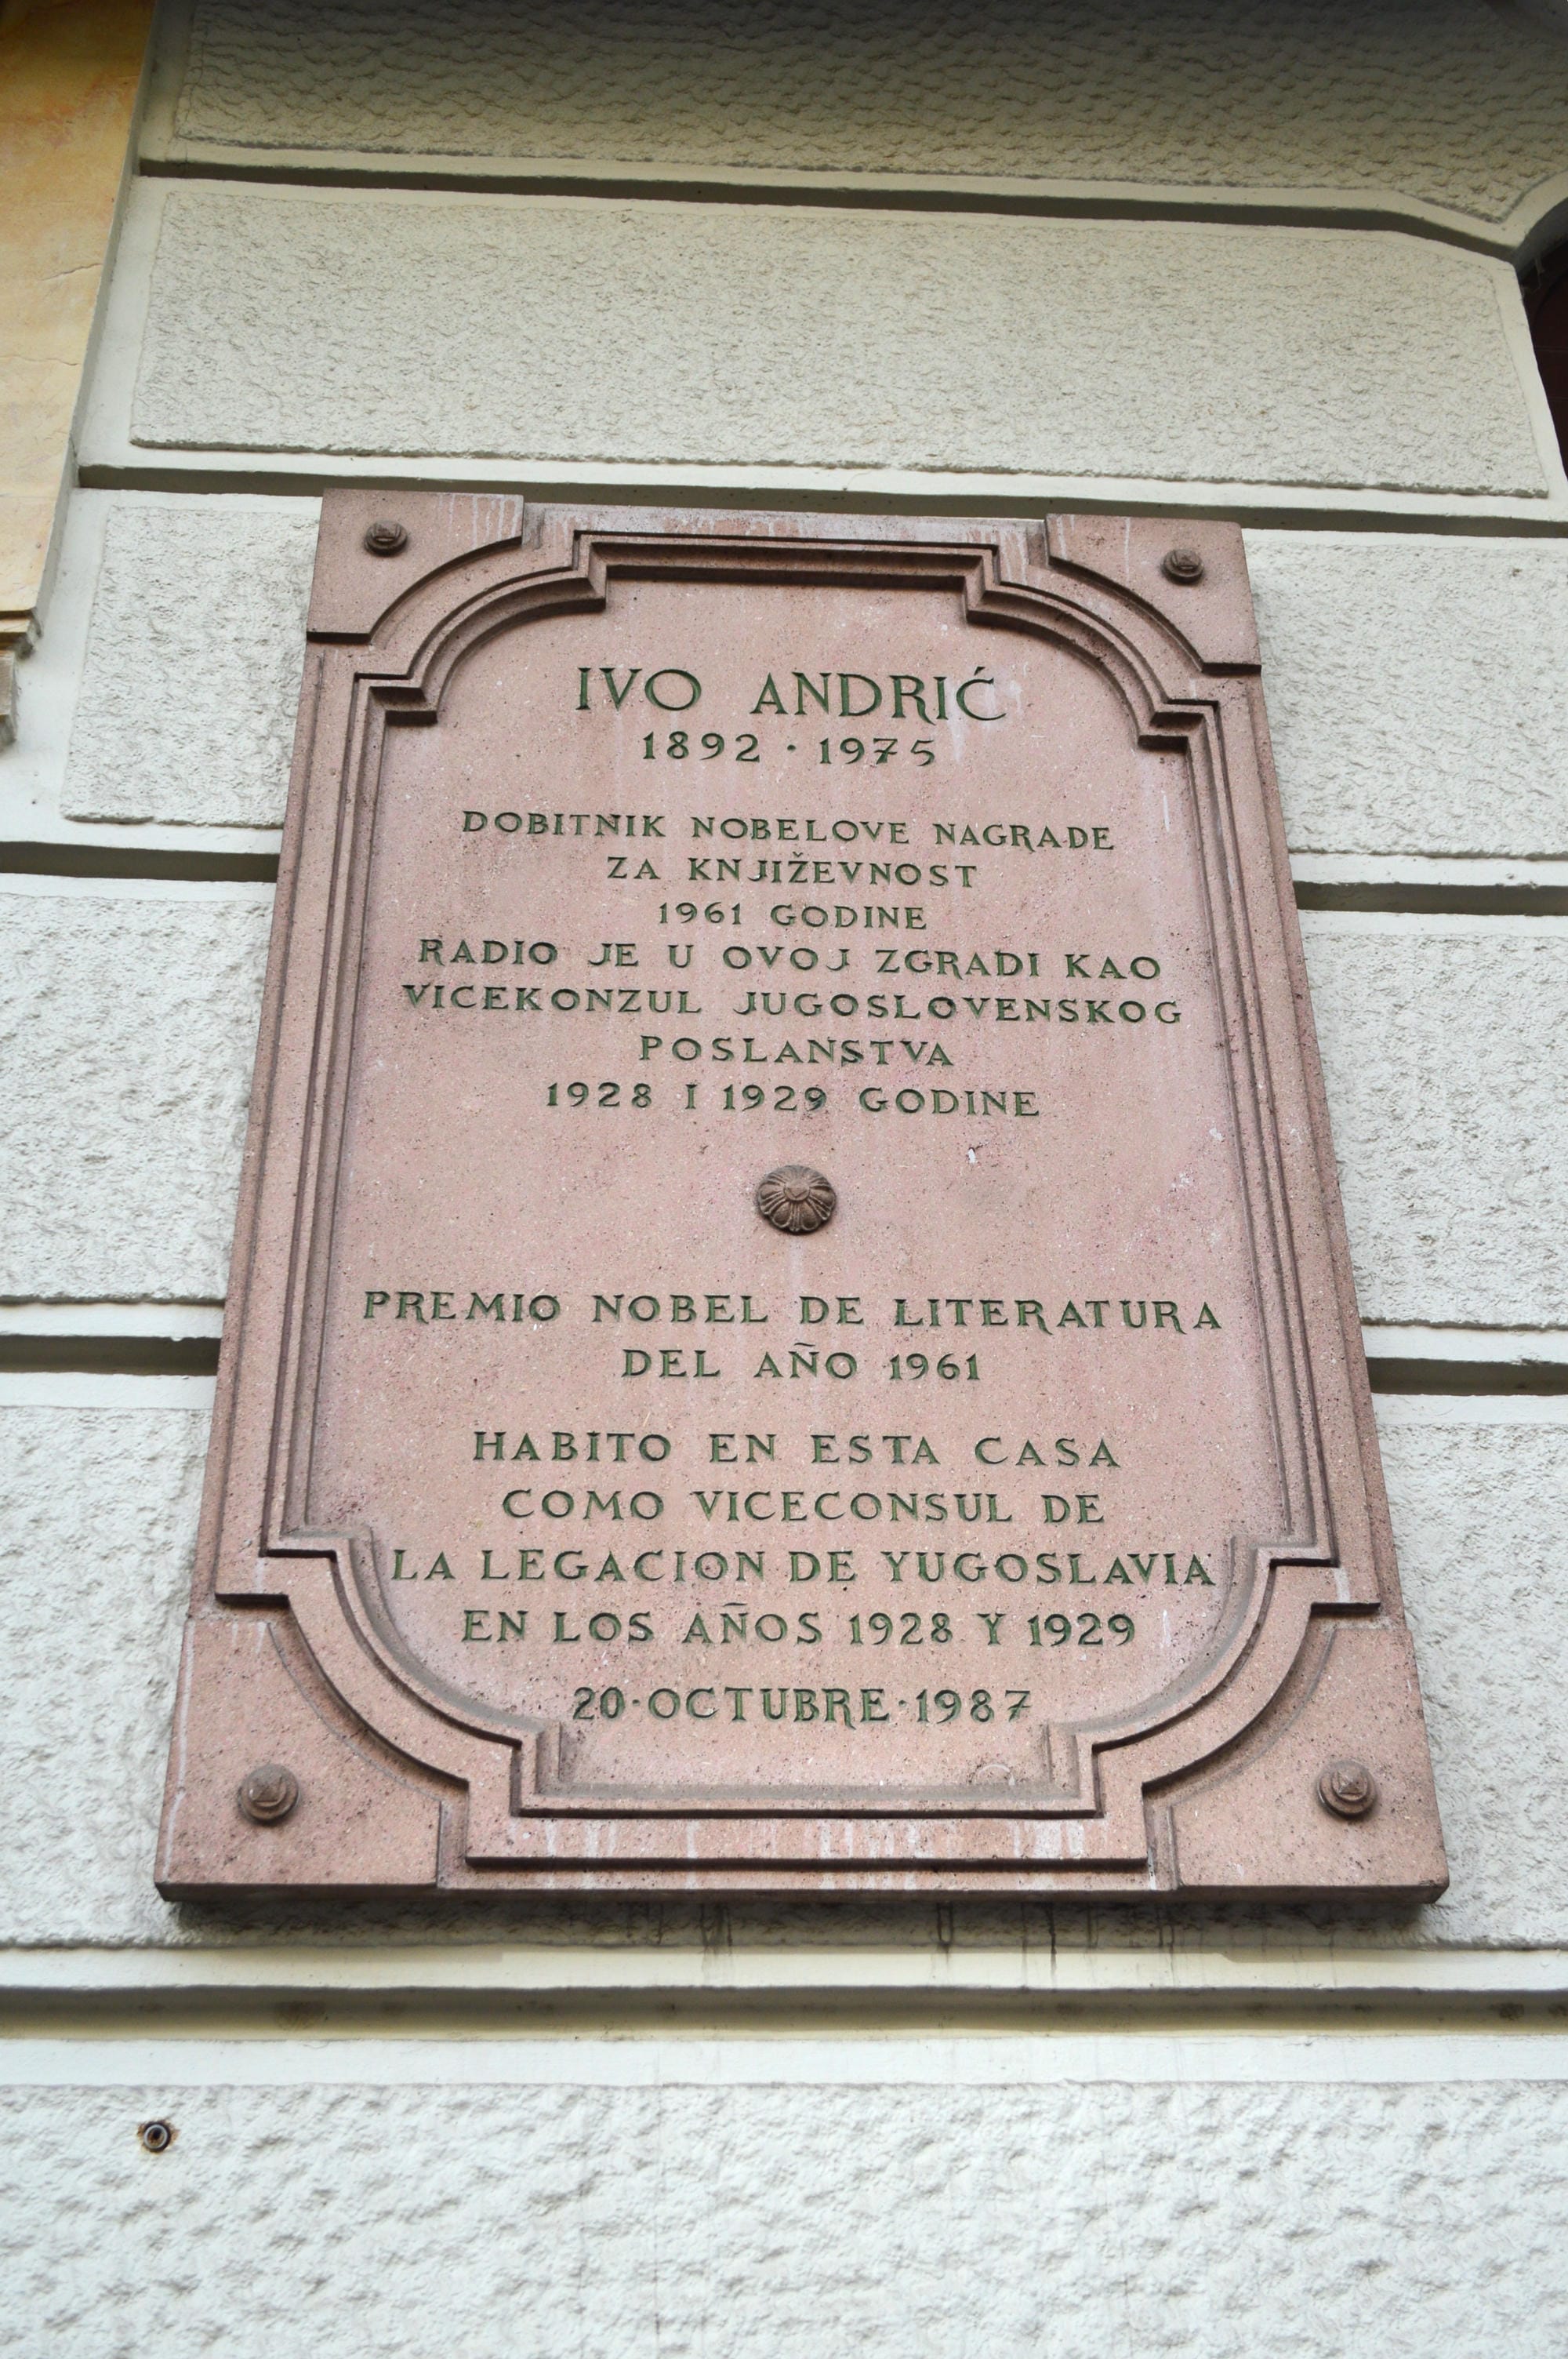 IVO ANDRIĆ
1892 · 1975
DOBITNIK NOBELOVE NAGRADE
ZA KNJIŽEVNOST
1961 GODINE
RADIO JE U OVOJ ZGRADI KAO
VICEKONZUL JUGOSLOVENSKOG
POSLANSTVA
1928 I 1929 GODINE
PREMIO NOBEL DE LITERATURA
DEL AÑO 1961
HABITO EN ESTA CASA
COMO VICECONSUL DE
LA LEGACION DE YUGOSLAVIA
EN LOS AÑOS 1928 Y 1929
20·OCTUBRE·1987